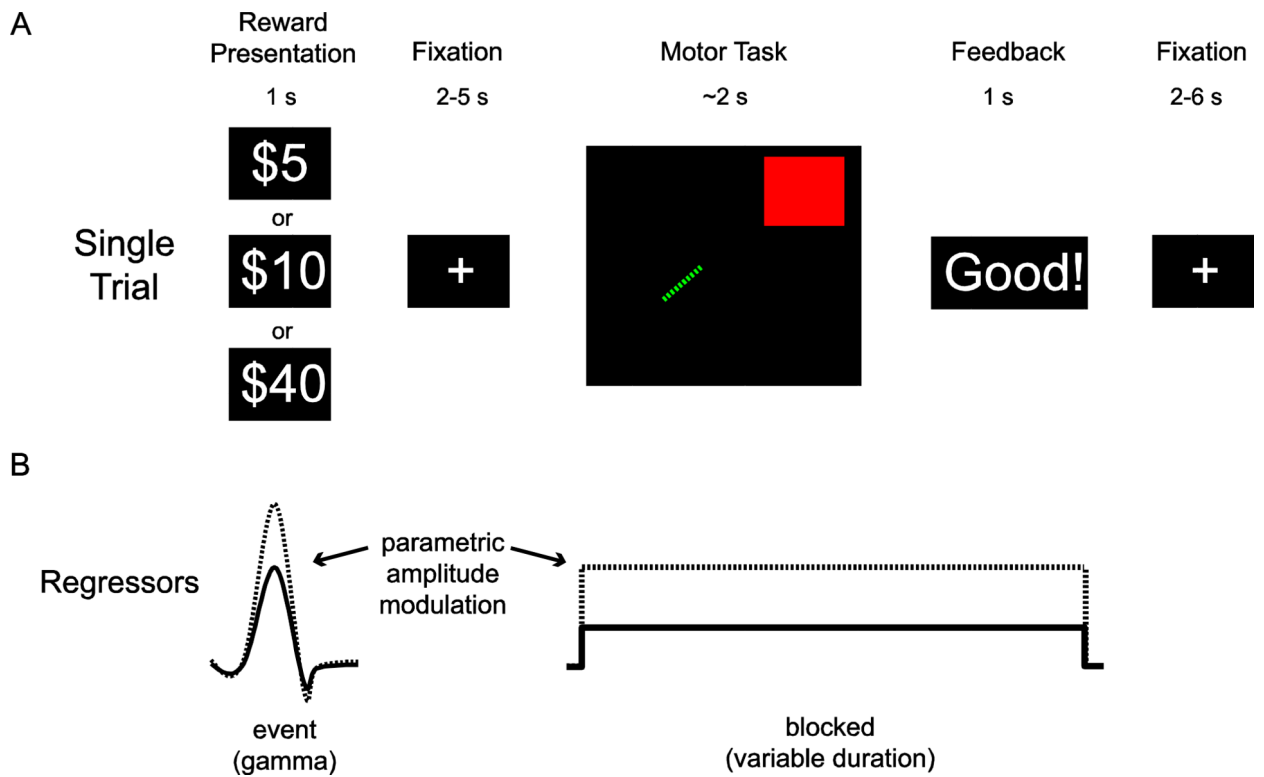 A
Reward
Presentation
Fixation
Motor Task
Feedback
Fixation
1 s
2-5 s
~2 s
1 s
2-6 s
Single
Trial
$5
or
$10
or
$40
+
Good!
+
B
Regressors
parametric
amplitude
modulation
event
(gamma)
blocked
(variable duration)